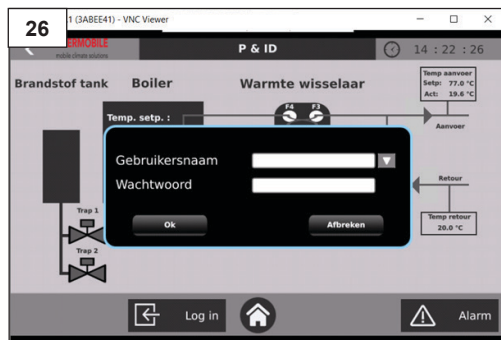 26
1 (3ABEE41) - VNC Viewer
ERMOBILE
mobile climate solutions
P & ID
14 : 22 : 26
Brandstof tank
Boiler
Warmte wisselaar
Temp aanvoer
Setp: 77.0 °C
Act: 19.6 °C
Temp. setp. :
F4
F3
Aanvoer
Gebruikersnaam
Wachtwoord
Retour
Ok
Afbreken
Trap 1
Temp retour
20.0 °C
Trap 2
Log in
Alarm